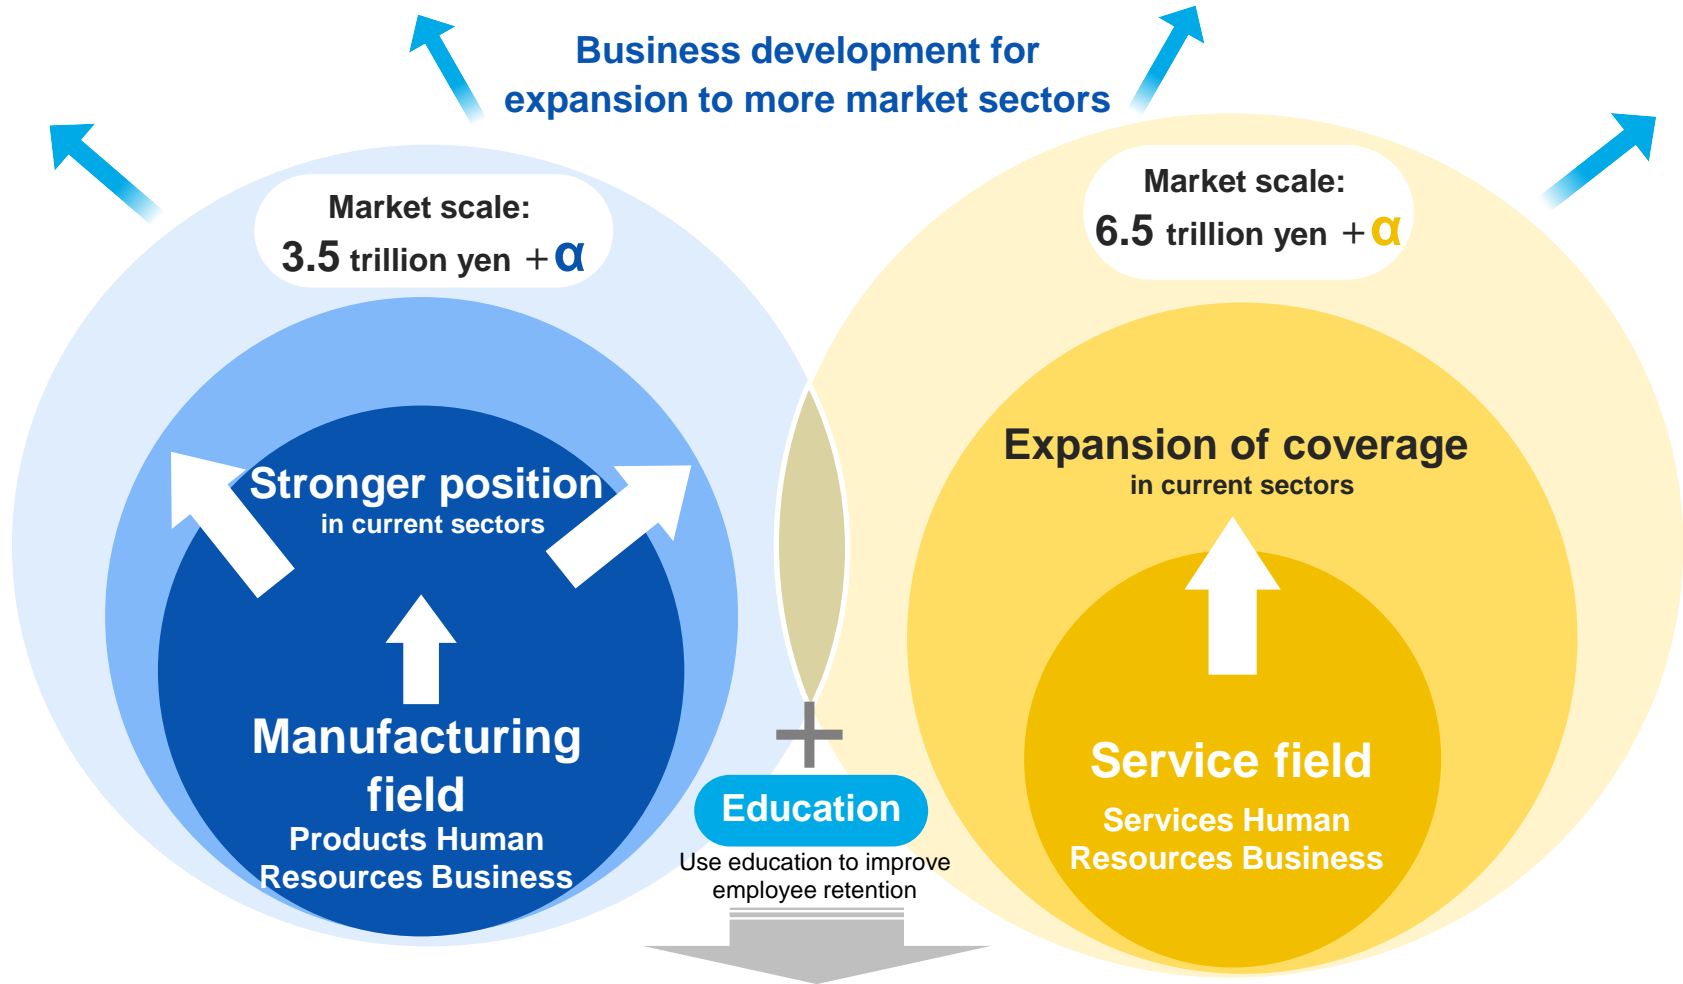 Business development for
expansion to more market sectors
Market scale:
3.5 trillion yen +α
Market scale:
6.5 trillion yen +α
Stronger position
in current sectors
Expansion of coverage
in current sectors
Manufacturing
field
Products Human
Resources Business
Service field
Services Human
Resources Business
+
Education
Use education to improve
employee retention